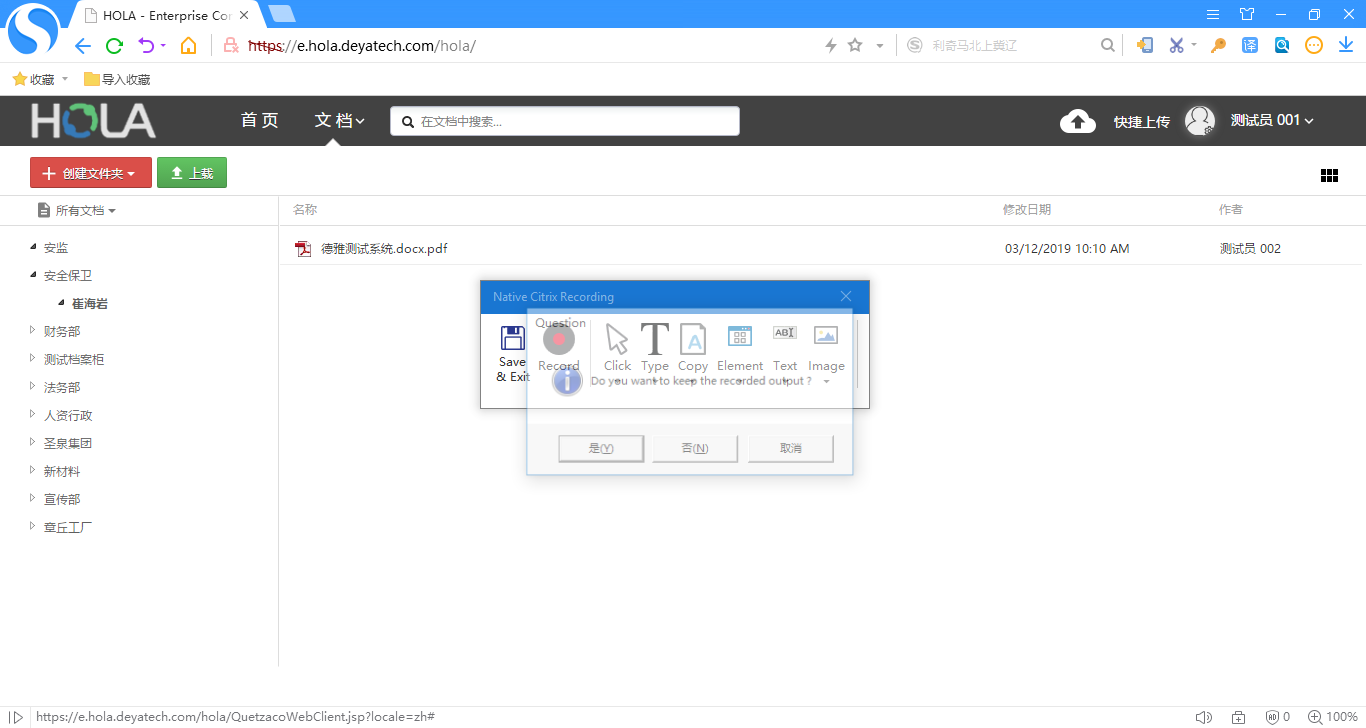 HOLA - Enterprise Cor
https://e.hola.deyatech.com/hola/
利奇马北上冀辽
译
收藏
导入收藏
HOLA
首 页
文 档
在文档中搜索...
快捷上传
测试员 001
创建文件夹
上载
所有文档
名称
修改日期
作者
安监
德雅测试系统.docx.pdf
03/12/2019 10:10 AM
测试员 002
安全保卫
崔海岩
财务部
测试档案柜
法务部
人资行政
圣泉集团
新材料
宣传部
章丘工厂
Native Citrix Recording
Question
Save & Exit
Record
Click
Type
Copy
Element
Text
Image
Do you want to keep the recorded output ?
是(Y)
否(N)
取消
https://e.hola.deyatech.com/hola/QuetzacoWebClient.jsp?locale=zh#
0
100%